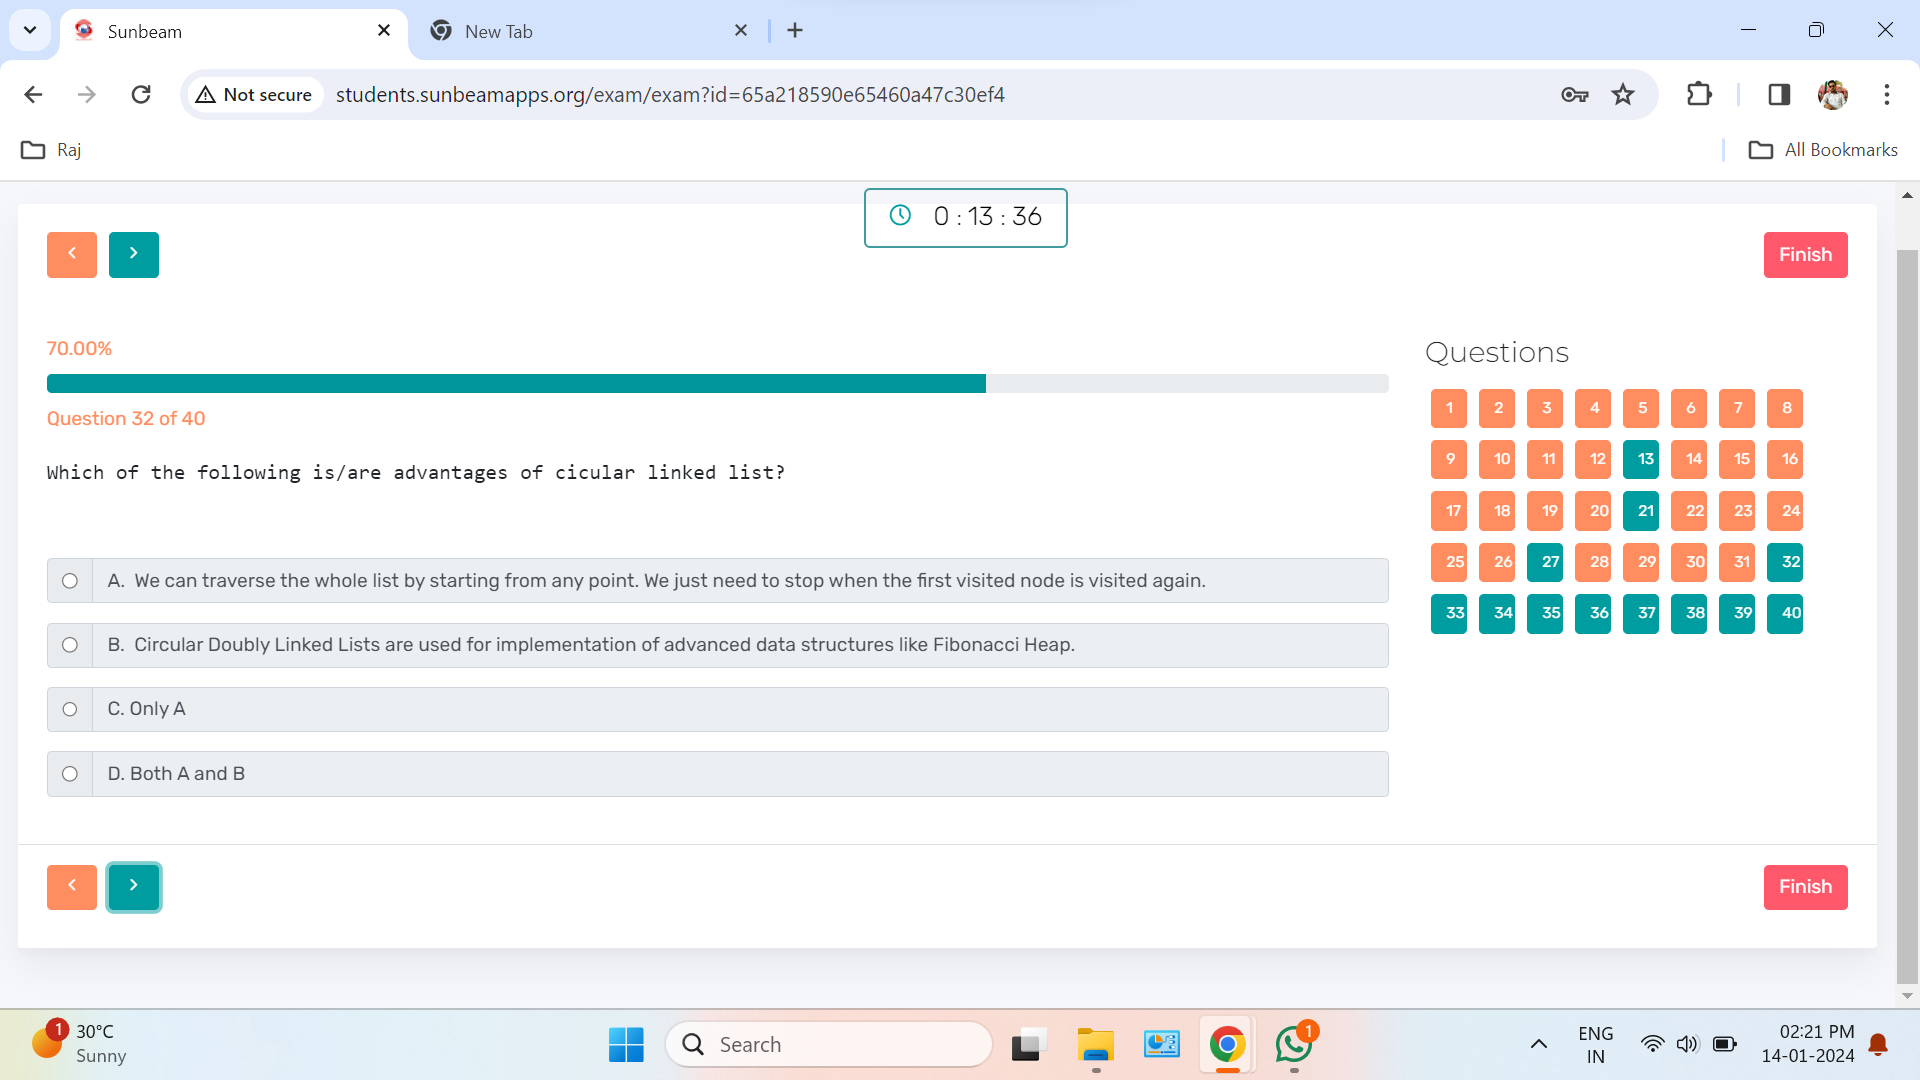 Sunbeam
New Tab
Not secure
students.sunbeamapps.org/exam/exam?id=65a218590e65460a47c30ef4
Raj
All Bookmarks
0 : 13 : 36
Finish
70.00%
Question 32 of 40
Which of the following is/are advantages of cicular linked list?
A. We can traverse the whole list by starting from any point. We just need to stop when the first visited node is visited again.
B. Circular Doubly Linked Lists are used for implementation of advanced data structures like Fibonacci Heap.
C. Only A
D. Both A and B
Questions
1 2 3 4 5 6 7 8
9 10 11 12 13 14 15 16
17 18 19 20 21 22 23 24
25 26 27 28 29 30 31 32
33 34 35 36 37 38 39 40
Finish
1
30°C
Sunny
Search
1
ENG
IN
02:21 PM
14-01-2024